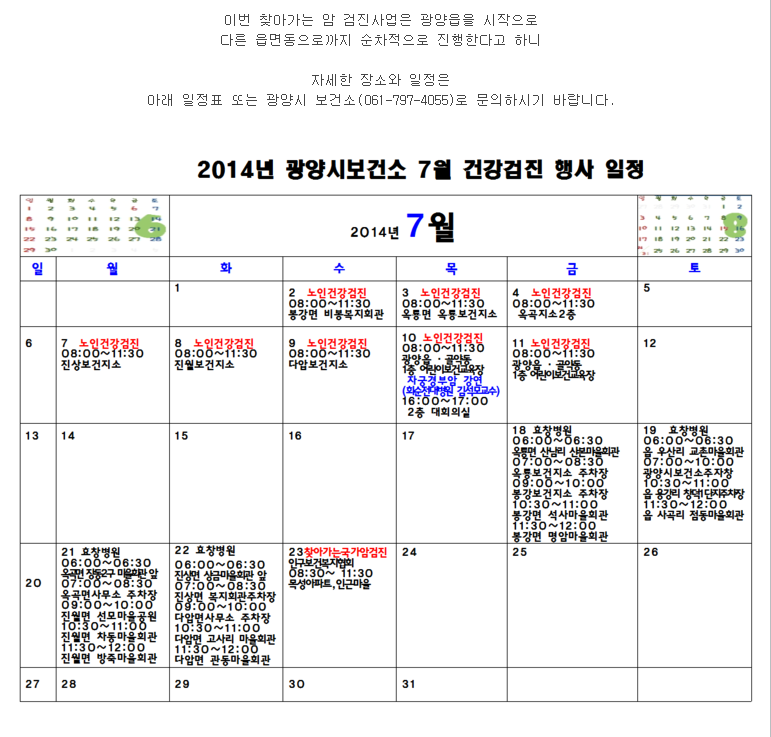 이번 찾아가는 암 검진사업은 광양읍을 시작으로
다른 읍면동으로까지 순차적으로 진행한다고 하니
자세한 장소와 일정은
아래 일정표 또는 광양시 보건소(061-797-4055)로 문의하시기 바랍니다.
2014년 광양시보건소 7월 건강검진 행사 일정
2014년 7월
일 월 화 수 목 금 토
1
2 노인건강검진
08:00~11:30
봉강면 비봉복지회관
3 노인건강검진
08:00~11:30
옥룡면 옥룡보건지소
4 노인건강검진
08:00~11:30
옥곡지소2층
5
6
7 노인건강검진
08:00~11:30
진상보건지소
8 노인건강검진
08:00~11:30
진월보건지소
9 노인건강검진
08:00~11:30
다압보건지소
10 노인건강검진
08:00~11:30
광양읍 · 골약동
1층 어린이보건교육장
자궁경부암 강연
(화순전대병원 김석모교수)
16:00~17:00
2층 대회의실
11 노인건강검진
08:00~11:30
광양읍 · 골약동
1층 어린이보건교육장
12
13
14
15
16
17
18 효창병원
06:00~06:30
옥룡면 산남리 산본마을회관
07:00~08:30
옥룡보건지소 주차장
09:00~10:00
봉강보건지소 주차장
10:30~11:00
봉강면 석사마을회관
11:30~12:00
봉강면 명암마을회관
19 효창병원
06:00~06:30
읍 우산리 교촌마을회관
07:00~10:00
광양시보건소주자창
10:30~11:00
읍 용강리 창덕1단지주차장
11:30~12:00
읍 사곡리 점동마을회관
20
21 효창병원
06:00~06:30
옥곡면 장동2구 마을회관 앞
07:00~08:30
옥곡면사무소 주차장
09:00~10:00
진월면 선모마을공원
10:30~11:00
진월면 차동마을회관
11:30~12:00
진월면 방죽마을회관
22 효창병원
06:00~06:30
진상면 상금마을회관 앞
07:00~08:30
진상면 복지회관주차장
09:00~10:00
다압면사무소 주차장
10:30~11:00
다압면 고사리 마을회관
11:30~12:00
다압면 관동마을회관
23찾아가는국가암검진
인구보건복지협회
08:30~ 11:30
목성아파트,인근마을
24
25
26
27
28
29
30
31